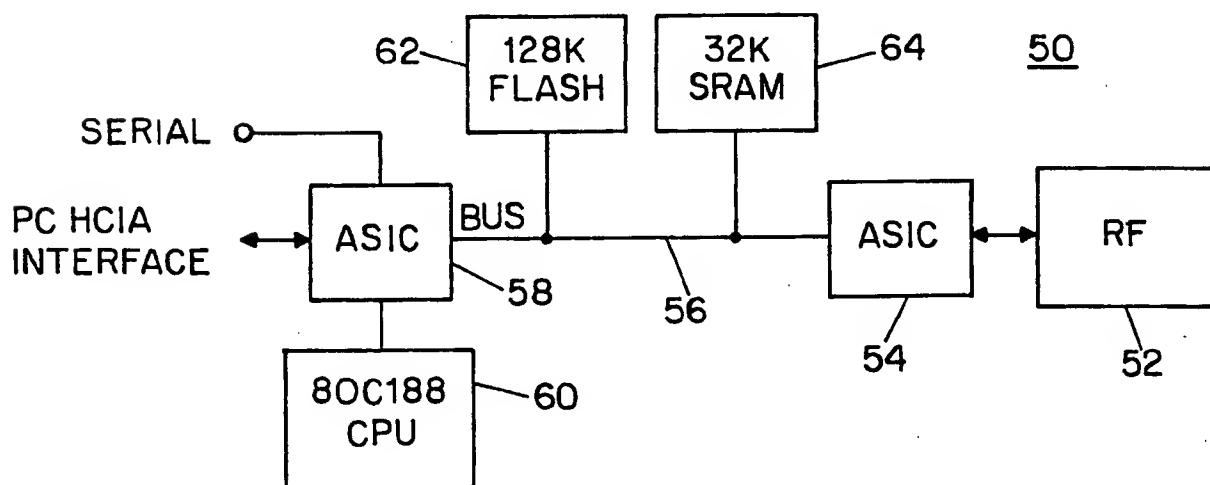 62
128K
FLASH
32K
SRAM
64
50
SERIAL
PC HCIA
INTERFACE
ASIC
BUS
58
56
ASIC
54
RF
52
80C188
CPU
60